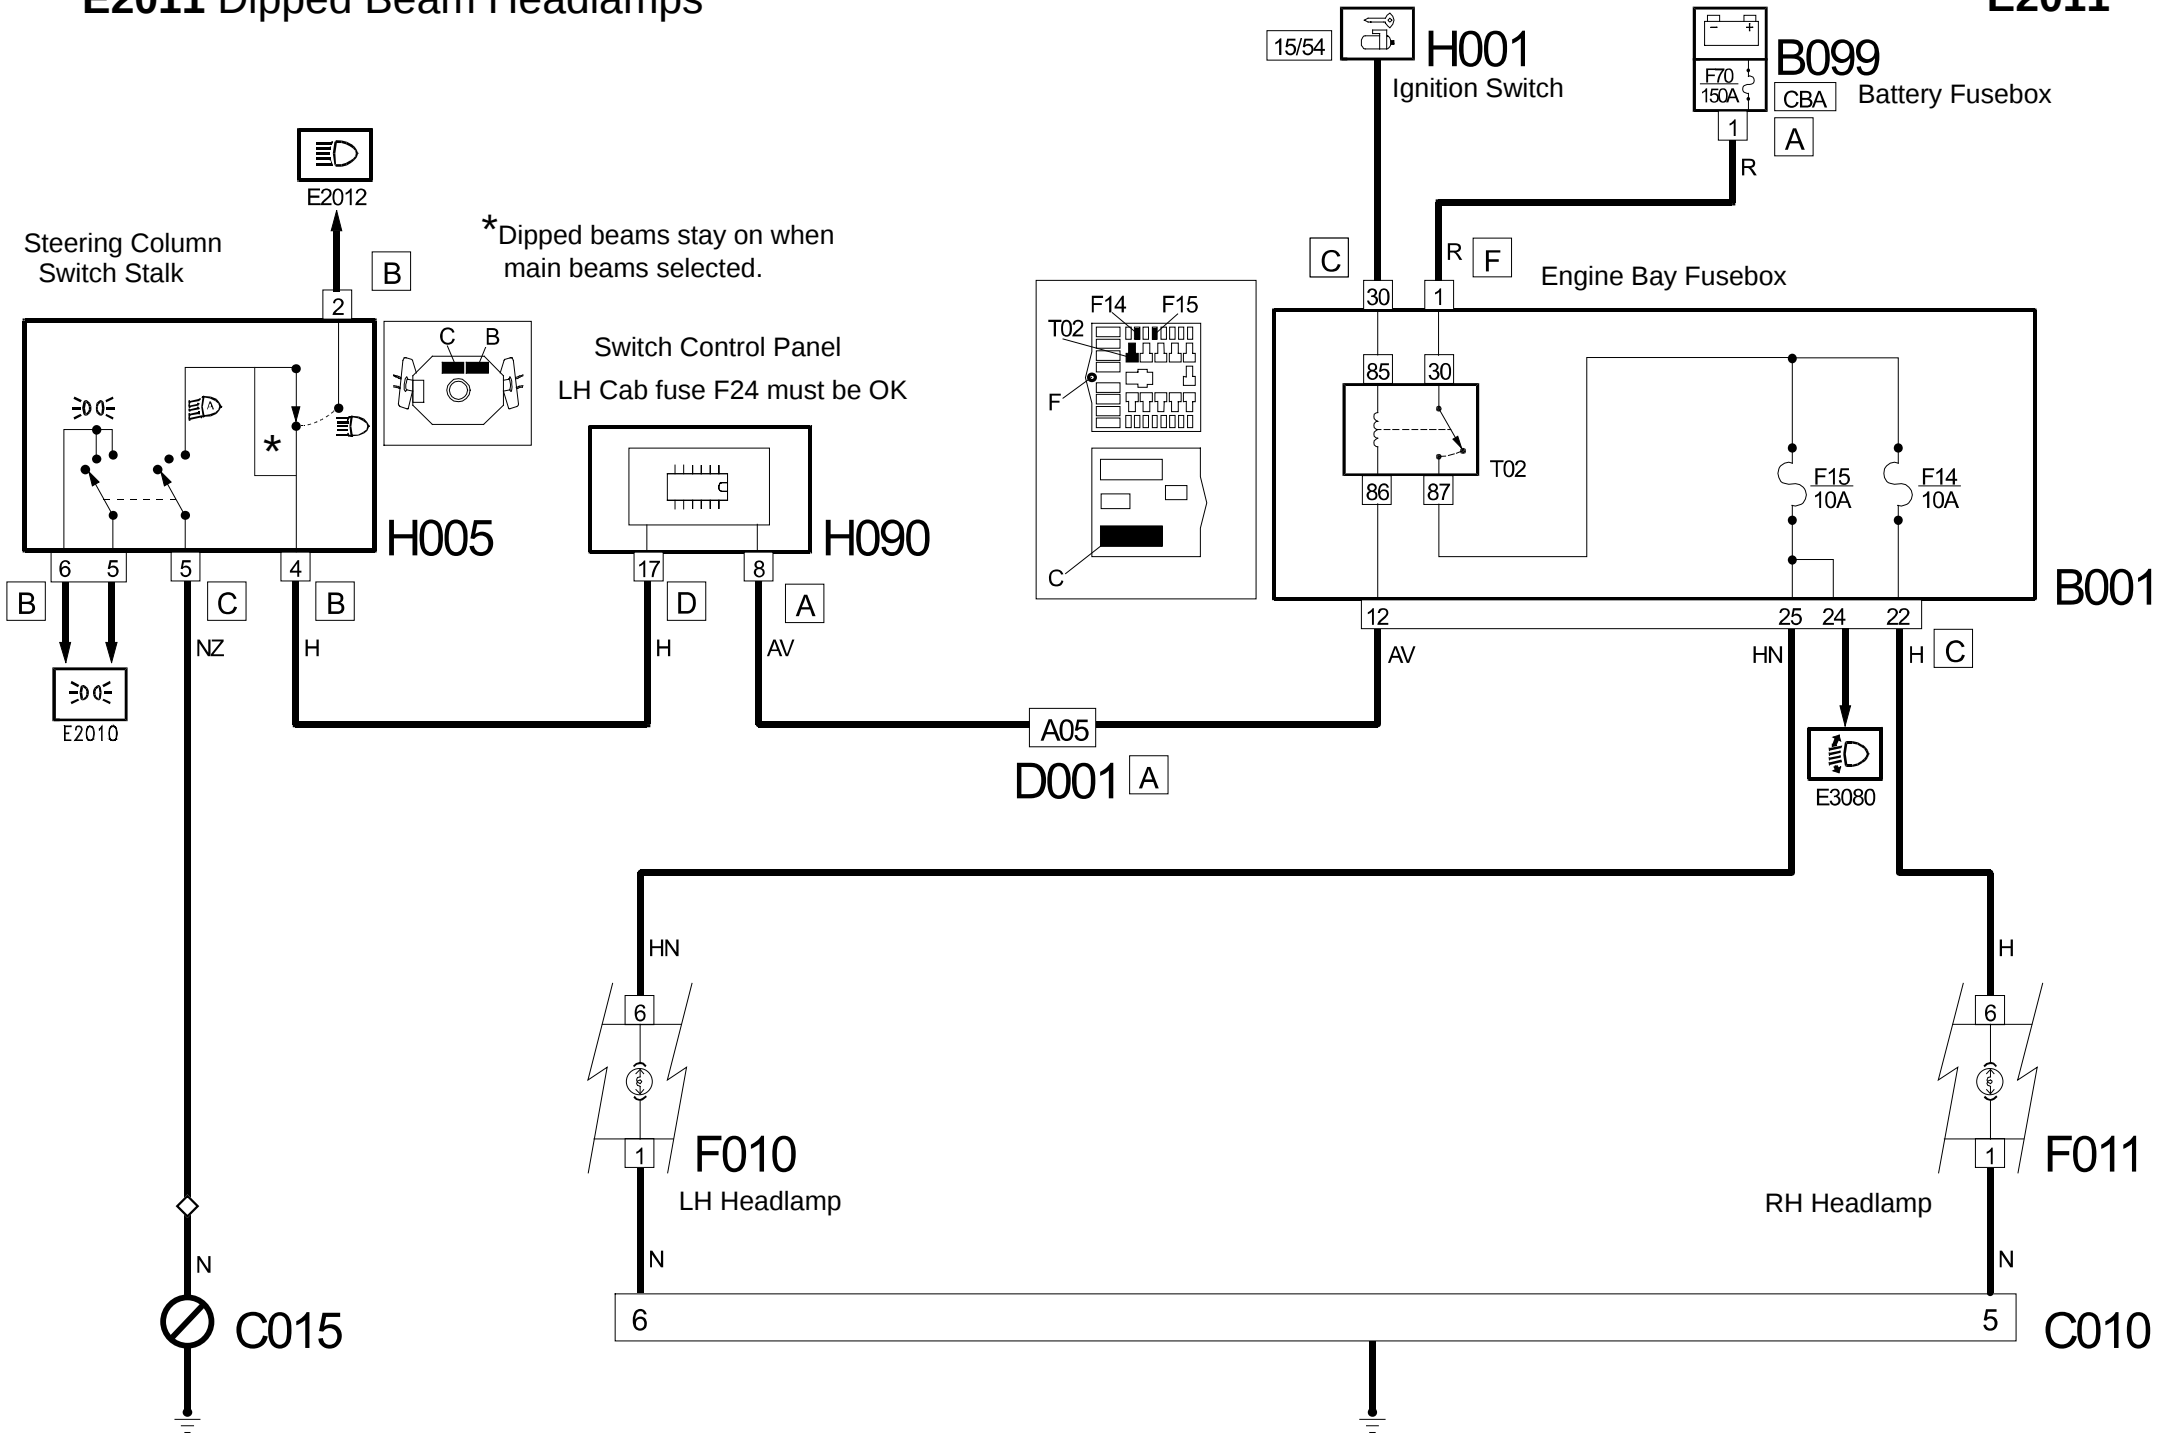 E2011 Dipped Beam Headlamps
E2011
15/54
H001
Ignition Switch
- +
F70
150A
B099
CBA
Battery Fusebox
1
A
R
E2012
Steering Column
Switch Stalk
B
2
*Dipped beams stay on when
main beams selected.
C
30
R
F
1
Engine Bay Fusebox
C B
A
*
H005
Switch Control Panel
LH Cab fuse F24 must be OK
H090
F14 F15
T02
F
C
85 30
T02
86 87
F15
10A
F14
10A
B001
B
6 5
5
C
4
B
17
D
8
A
12
25 24 22
NZ
H
H
AV
AV
HN
H
C
E2010
A05
D001
A
E3080
HN
H
6
6
1
F010
LH Headlamp
1
F011
RH Headlamp
N
N
N
C015
6
5
C010